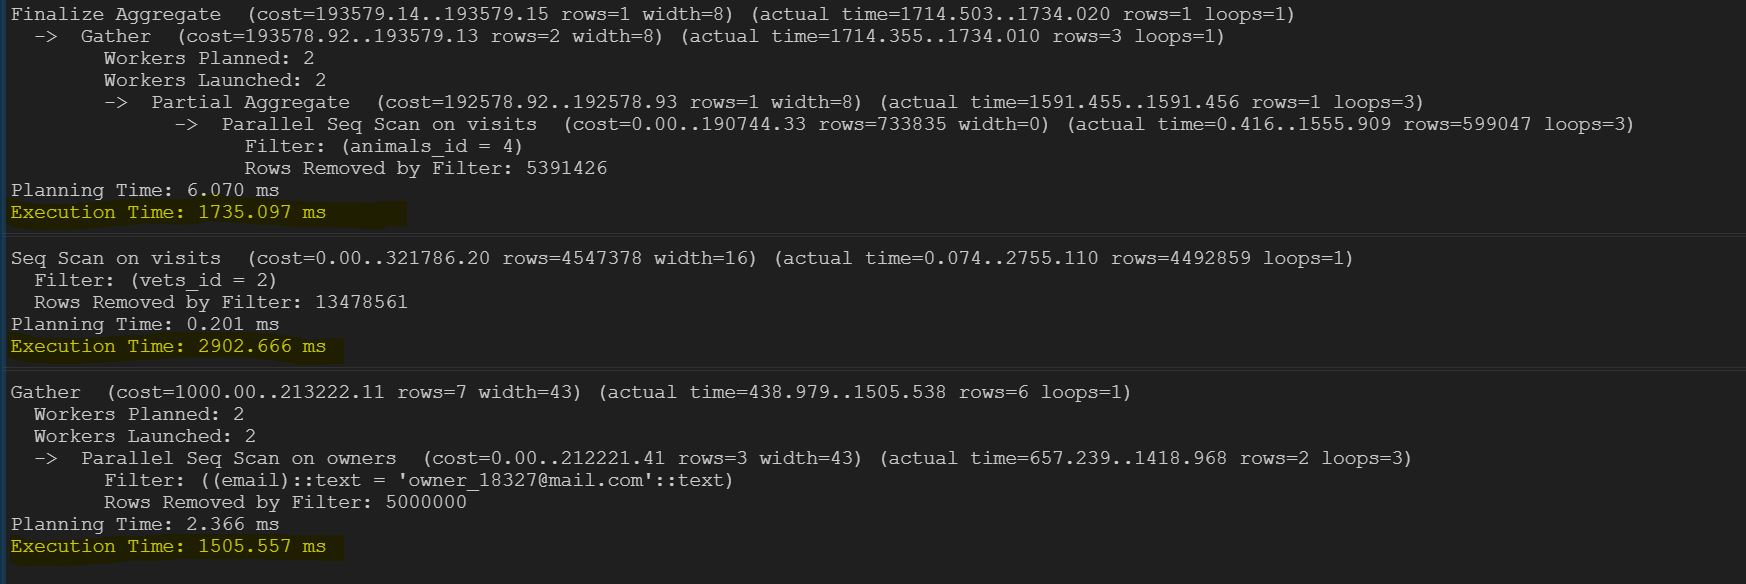 Finalize Aggregate  (cost=193579.14..193579.15 rows=1 width=8) (actual time=1714.503..1734.020 rows=1 loops=1)
  ->  Gather  (cost=193578.92..193579.13 rows=2 width=8) (actual time=1714.355..1734.010 rows=3 loops=1)
        Workers Planned: 2
        Workers Launched: 2
        ->  Partial Aggregate  (cost=192578.92..192578.93 rows=1 width=8) (actual time=1591.455..1591.456 rows=1 loops=3)
              ->  Parallel Seq Scan on visits  (cost=0.00..190744.33 rows=733835 width=0) (actual time=0.416..1555.909 rows=599047 loops=3)
                    Filter: (animals_id = 4)
                    Rows Removed by Filter: 5391426
Planning Time: 6.070 ms
Execution Time: 1735.097 ms
Seq Scan on visits  (cost=0.00..321786.20 rows=4547378 width=16) (actual time=0.074..2755.110 rows=4492859 loops=1)
  Filter: (vets_id = 2)
  Rows Removed by Filter: 13478561
Planning Time: 0.201 ms
Execution Time: 2902.666 ms
Gather  (cost=1000.00..213222.11 rows=7 width=43) (actual time=438.979..1505.538 rows=6 loops=1)
  Workers Planned: 2
  Workers Launched: 2
  ->  Parallel Seq Scan on owners  (cost=0.00..212221.41 rows=3 width=43) (actual time=657.239..1418.968 rows=2 loops=3)
        Filter: ((email)::text = 'owner_18327@mail.com'::text)
        Rows Removed by Filter: 5000000
Planning Time: 2.366 ms
Execution Time: 1505.557 ms